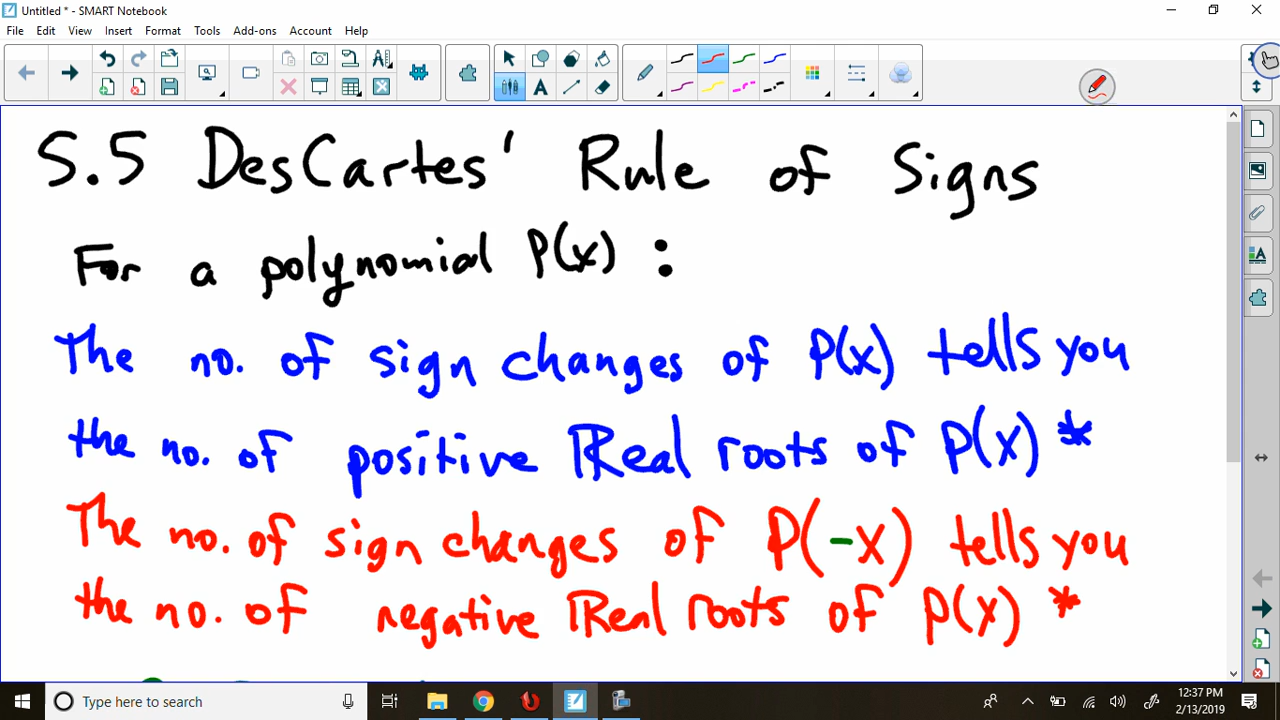 Untitled * - SMART Notebook
File Edit View Insert Format Tools Add-ons Account Help
5.5 DesCartes' Rule of Signs
For a polynomial P(x) :
The no. of sign changes of P(x) tells you
the no. of positive Real roots of P(x) *
The no. of sign changes of P(-x) tells you
the no. of negative Real roots of P(x) *
Type here to search
12:37 PM
2/13/2019